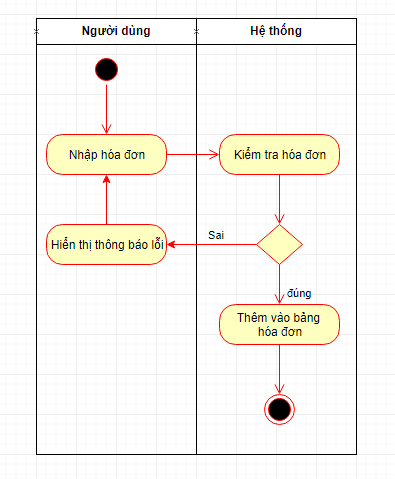 Người dùng
Hệ thống
Nhập hóa đơn
Kiểm tra hóa đơn
Hiển thị thông báo lỗi
Sai
đúng
Thêm vào bảng
hóa đơn